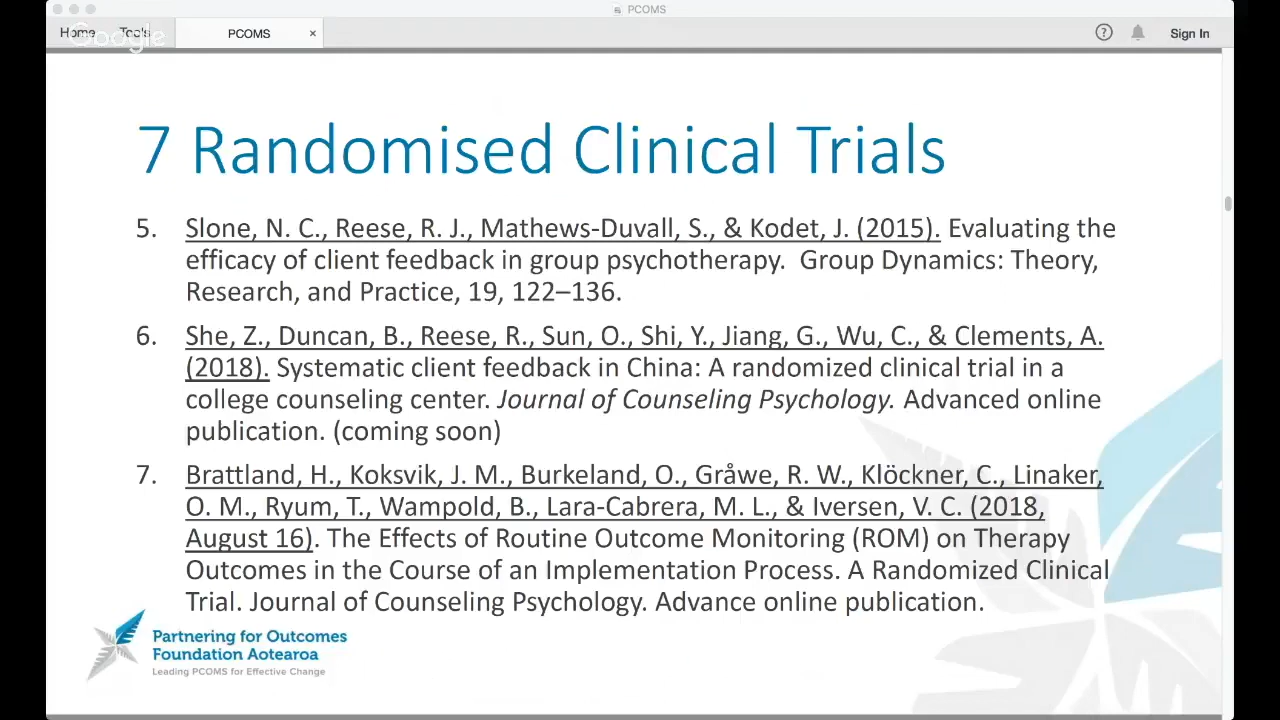 PCOMS
Home Tools PCOMS × ? Sign In
Google
7 Randomised Clinical Trials
5. Slone, N. C., Reese, R. J., Mathews-Duvall, S., & Kodet, J. (2015). Evaluating the
efficacy of client feedback in group psychotherapy. Group Dynamics: Theory,
Research, and Practice, 19, 122–136.
6. She, Z., Duncan, B., Reese, R., Sun, O., Shi, Y., Jiang, G., Wu, C., & Clements, A.
(2018). Systematic client feedback in China: A randomized clinical trial in a
college counseling center. Journal of Counseling Psychology. Advanced online
publication. (coming soon)
7. Brattland, H., Koksvik, J. M., Burkeland, O., Gråwe, R. W., Klöckner, C., Linaker,
O. M., Ryum, T., Wampold, B., Lara-Cabrera, M. L., & Iversen, V. C. (2018,
August 16). The Effects of Routine Outcome Monitoring (ROM) on Therapy
Outcomes in the Course of an Implementation Process. A Randomized Clinical
Trial. Journal of Counseling Psychology. Advance online publication.
Partnering for Outcomes
Foundation Aotearoa
Leading PCOMS for Effective Change